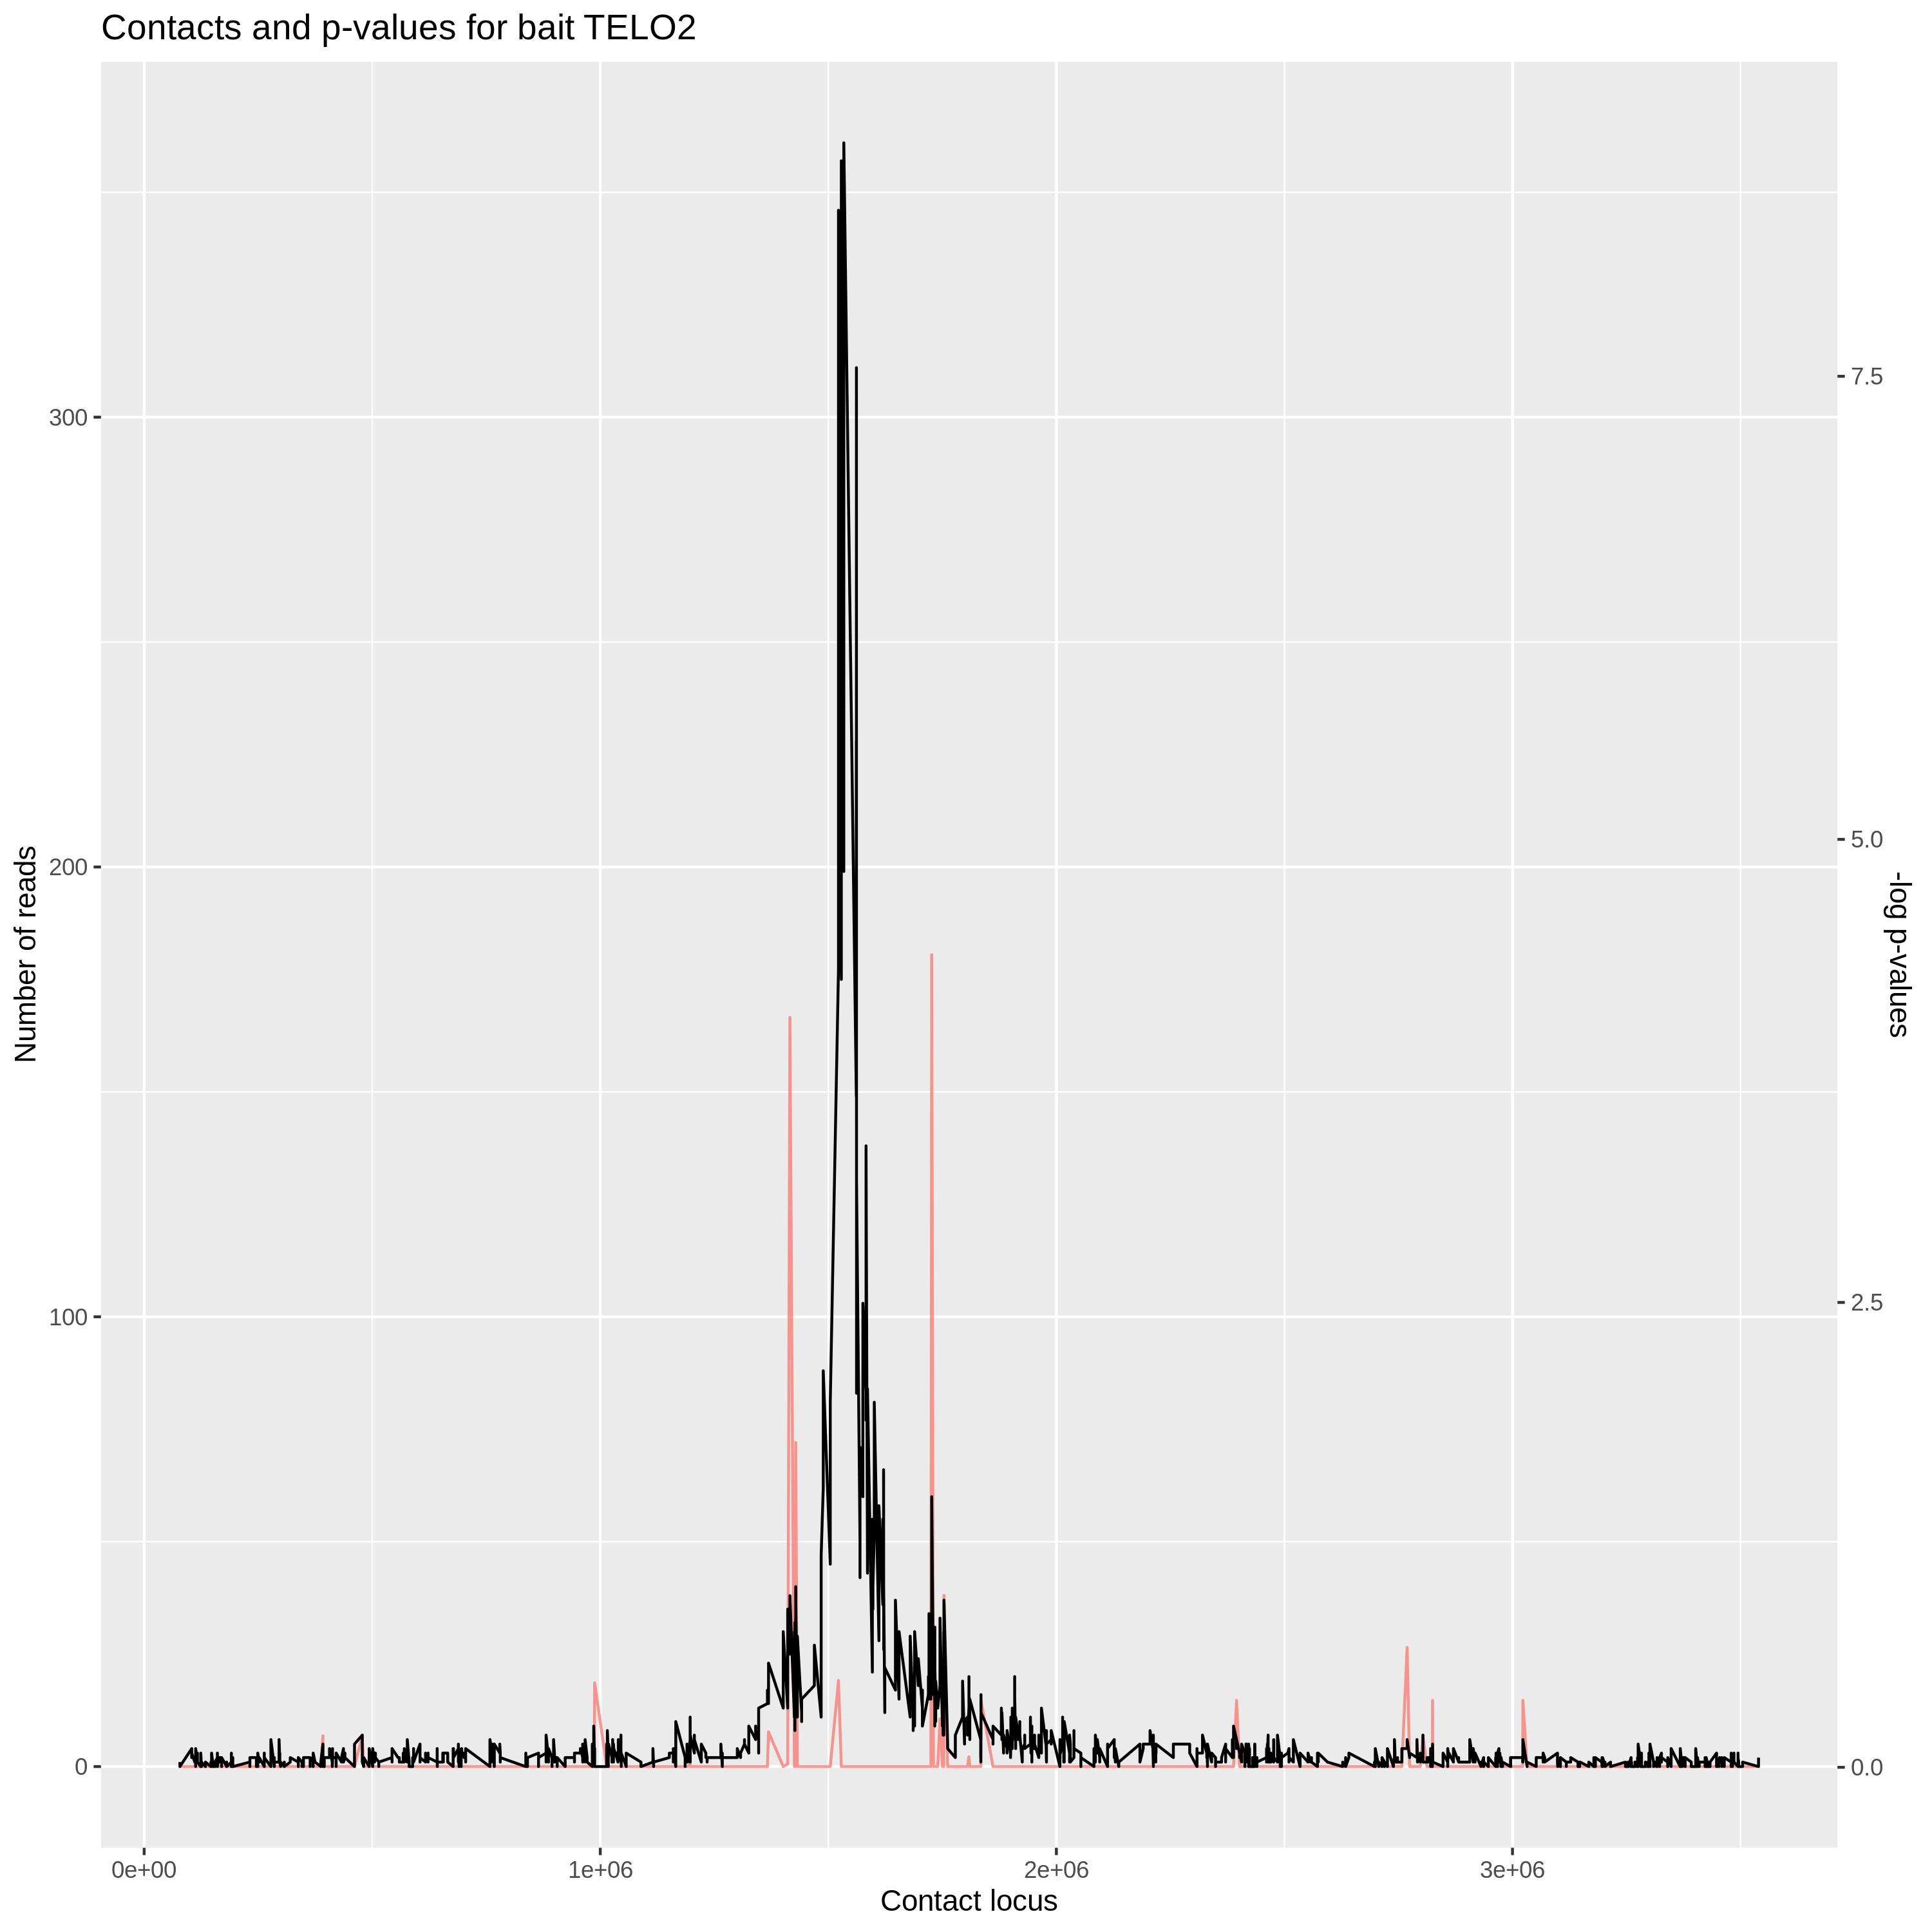 Contacts and p-values for bait TELO2
300
200
100
0
Number of reads
7.5
5.0
2.5
0.0
-log p-values
0e+00
1e+06
2e+06
3e+06
Contact locus